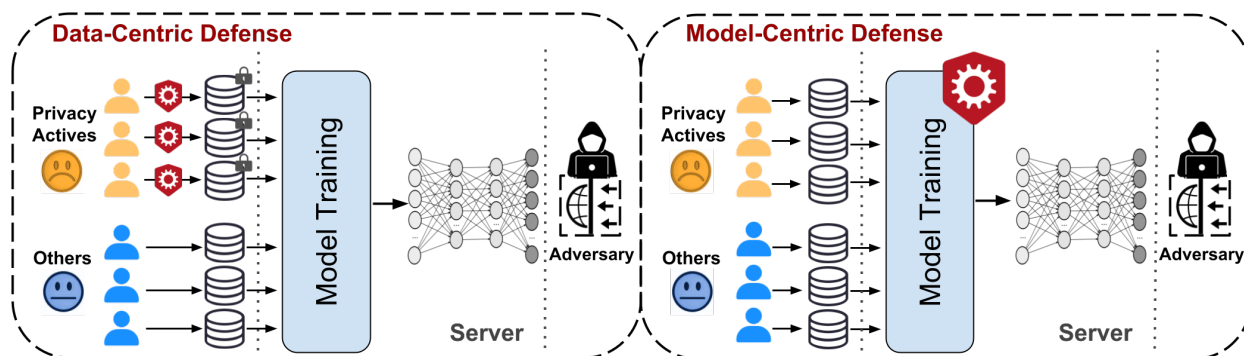 Data-Centric Defense
Privacy
Actives
Others
Model Training
Server
Adversary
Model-Centric Defense
Privacy
Actives
Others
Model Training
Server
Adversary